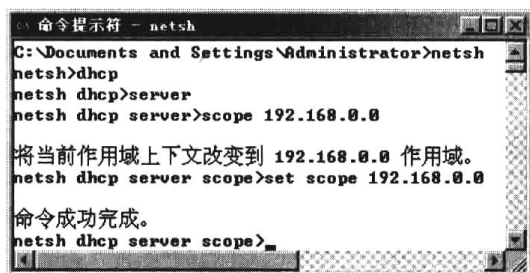 命令提示符 - netsh
C:\Documents and Settings\Administrator>netsh
netsh>dhcp
netsh dhcp>server
netsh dhcp server>scope 192.168.0.0
将当前作用域上下文改变到 192.168.0.0 作用域。
netsh dhcp server scope>set scope 192.168.0.0
命令成功完成。
netsh dhcp server scope>_